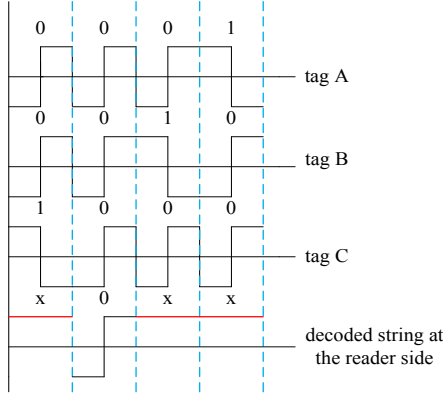 0 0 0 1
tag A
0 0 1 0
tag B
1 0 0 0
tag C
x 0 x x
decoded string at
the reader side